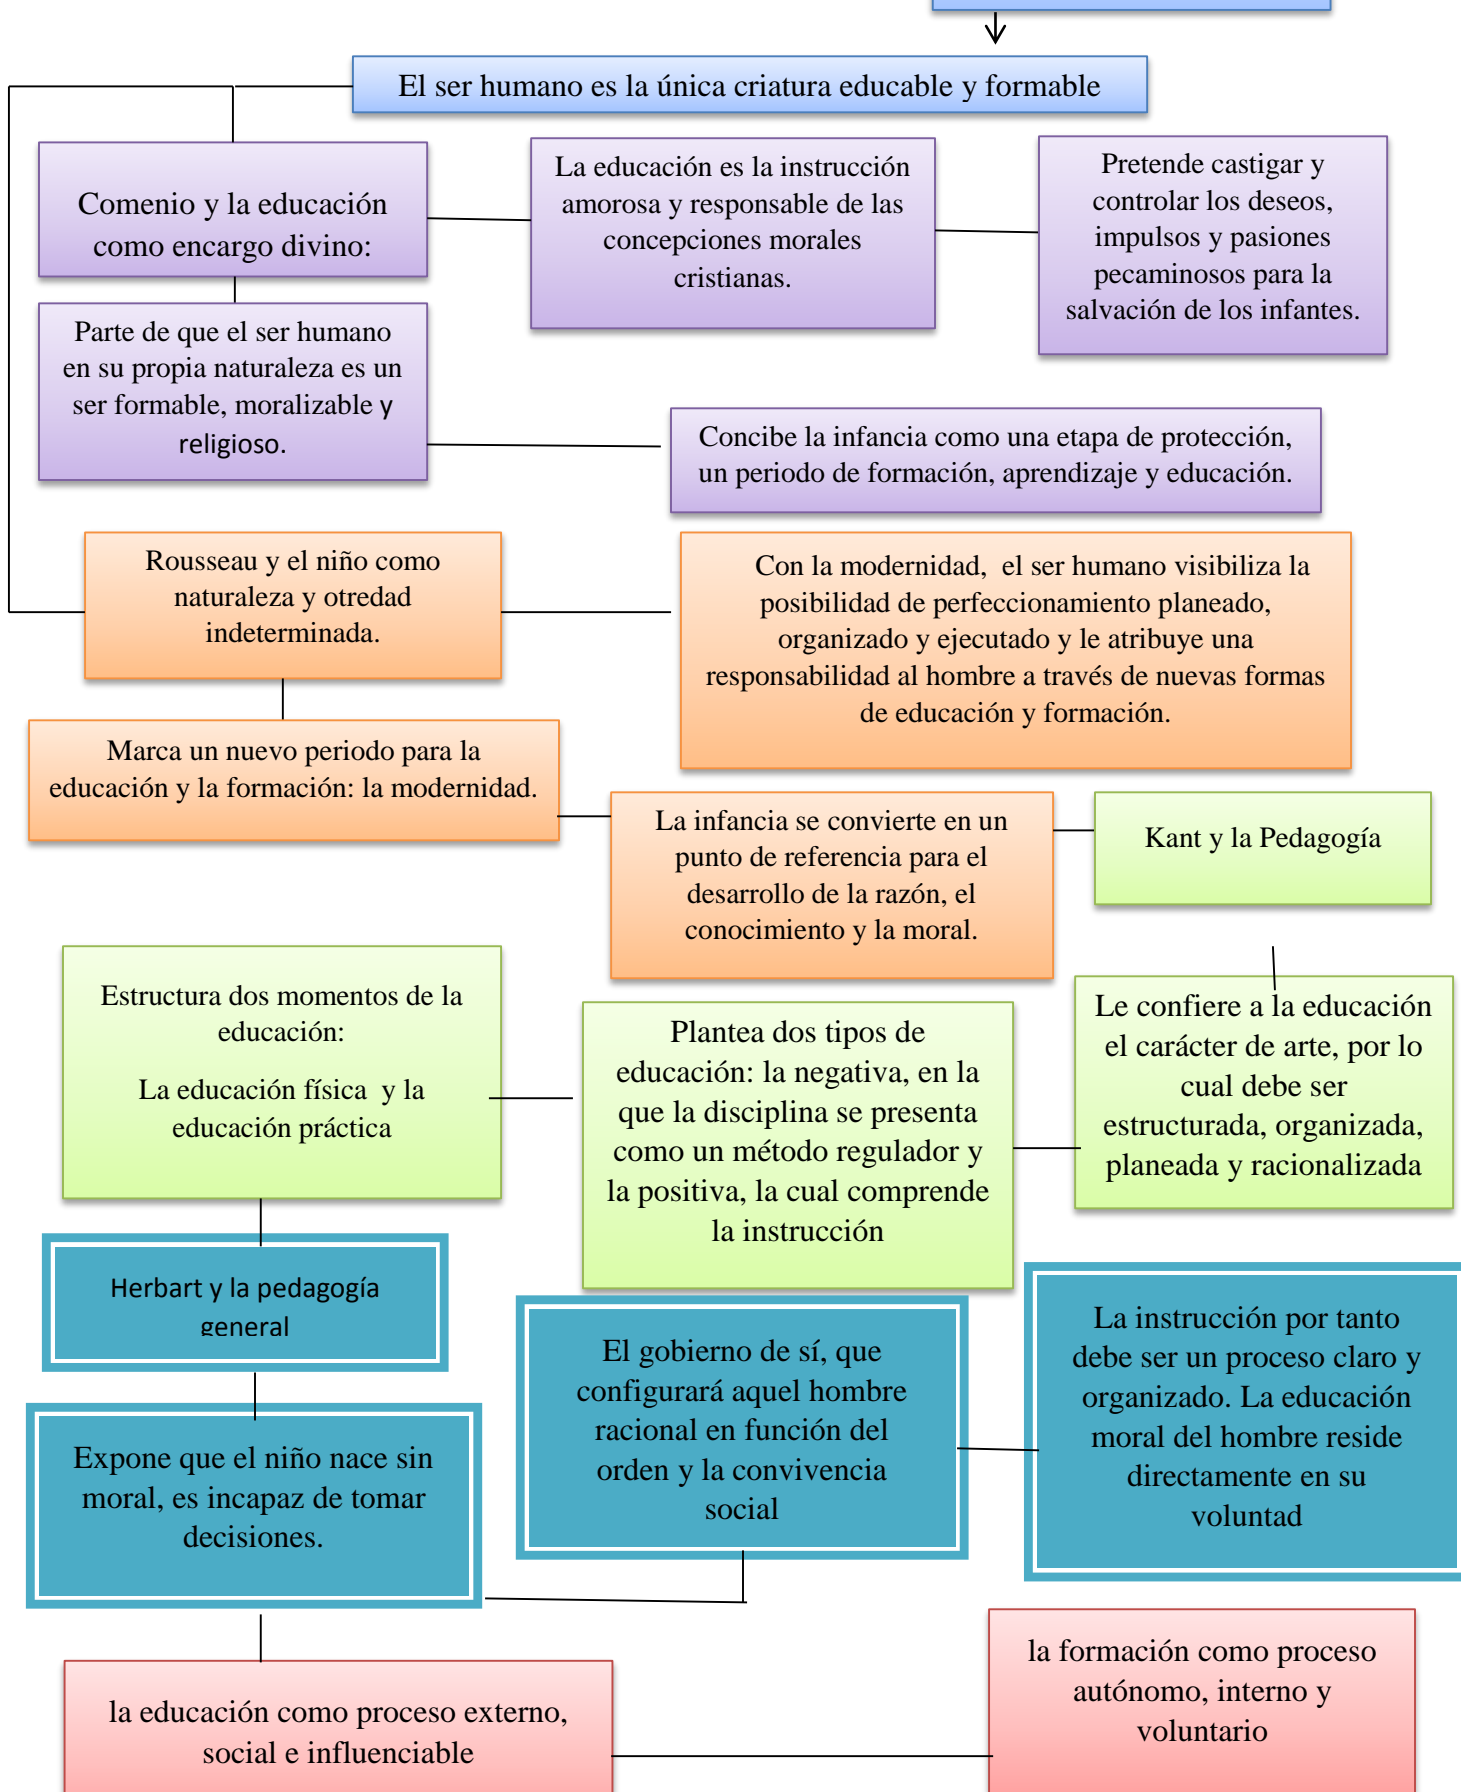 El ser humano es la única criatura educable y formable
Comenio y la educación
como encargo divino:
La educación es la instrucción
amorosa y responsable de las
concepciones morales
cristianas.
Pretende castigar y
controlar los deseos,
impulsos y pasiones
pecaminosos para la
salvación de los infantes.
Parte de que el ser humano
en su propia naturaleza es un
ser formable, moralizable y
religioso.
Concibe la infancia como una etapa de protección,
un periodo de formación, aprendizaje y educación.
Rousseau y el niño como
naturaleza y otredad
indeterminada.
Con la modernidad, el ser humano visibiliza la
posibilidad de perfeccionamiento planeado,
organizado y ejecutado y le atribuye una
responsabilidad al hombre a través de nuevas formas
de educación y formación.
Marca un nuevo periodo para la
educación y la formación: la modernidad.
La infancia se convierte en un
punto de referencia para el
desarrollo de la razón, el
conocimiento y la moral.
Kant y la Pedagogía
Estructura dos momentos de la
educación:
La educación física y la
educación práctica
Plantea dos tipos de
educación: la negativa, en la
que la disciplina se presenta
como un método regulador y
la positiva, la cual comprende
la instrucción
Le confiere a la educación
el carácter de arte, por lo
cual debe ser
estructurada, organizada,
planeada y racionalizada
Herbart y la pedagogía
general
El gobierno de sí, que
configurará aquel hombre
racional en función del
orden y la convivencia
social
La instrucción por tanto
debe ser un proceso claro y
organizado. La educación
moral del hombre reside
directamente en su
voluntad
Expone que el niño nace sin
moral, es incapaz de tomar
decisiones.
la educación como proceso externo,
social e influenciable
la formación como proceso
autónomo, interno y
voluntario